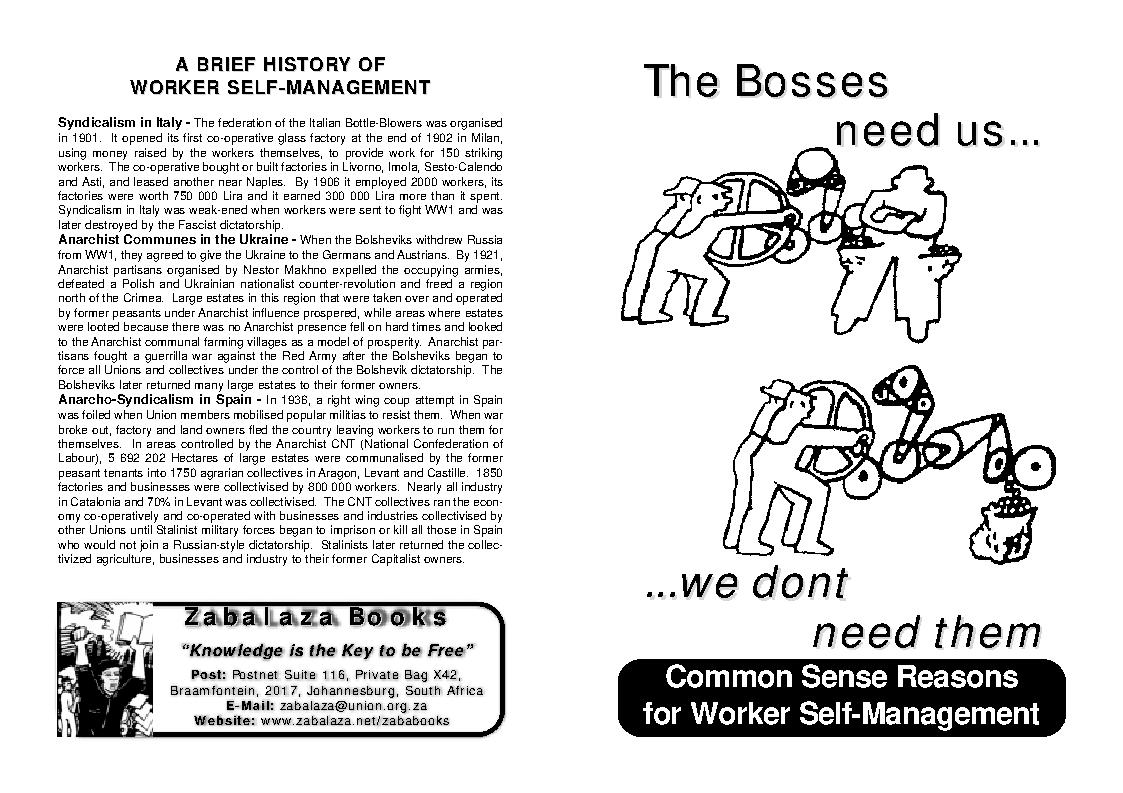 A BRIEF HISTORY OF
WORKER SELF-MANAGEMENT
Syndicalism in Italy - The federation of the Italian Bottle-Blowers was organised
in 1901. It opened its first co-operative glass factory at the end of 1902 in Milan,
using money raised by the workers themselves, to provide work for 150 striking
workers. The co-operative bought or built factories in Livorno, Imola, Sesto-Calendo
and Asti, and leased another near Naples. By 1906 it employed 2000 workers, its
factories were worth 750 000 Lira and it earned 300 000 Lira more than it spent.
Syndicalism in Italy was weak-ened when workers were sent to fight WW1 and was
later destroyed by the Fascist dictatorship.
Anarchist Communes in the Ukraine - When the Bolsheviks withdrew Russia
from WW1, they agreed to give the Ukraine to the Germans and Austrians. By 1921,
Anarchist partisans organised by Nestor Makhno expelled the occupying armies,
defeated a Polish and Ukrainian nationalist counter-revolution and freed a region
north of the Crimea. Large estates in this region that were taken over and operated
by former peasants under Anarchist influence prospered, while areas where estates
were looted because there was no Anarchist presence fell on hard times and looked
to the Anarchist communal farming villages as a model of prosperity. Anarchist par-
tisans fought a guerrilla war against the Red Army after the Bolsheviks began to
force all Unions and collectives under the control of the Bolshevik dictatorship. The
Bolsheviks later returned many large estates to their former owners.
Anarcho-Syndicalism in Spain - In 1936, a right wing coup attempt in Spain
was foiled when Union members mobilised popular militias to resist them. When war
broke out, factory and land owners fled the country leaving workers to run them for
themselves. In areas controlled by the Anarchist CNT (National Confederation of
Labour), 5 692 202 Hectares of large estates were communalised by the former
peasant tenants into 1750 agrarian collectives in Aragon, Levant and Castille. 1850
factories and businesses were collectivised by 800 000 workers. Nearly all industry
in Catalonia and 70% in Levant was collectivised. The CNT collectives ran the econ-
omy co-operatively and co-operated with businesses and industries collectivised by
other Unions until Stalinist military forces began to imprison or kill all those in Spain
who would not join a Russian-style dictatorship. Stalinists later returned the collec-
tivized agriculture, businesses and industry to their former Capitalist owners.
Zabalaza Books
“Knowledge is the Key to be Free”
Post: Postnet Suite 116, Private Bag X42,
Braamfontein, 2017, Johannesburg, South Africa
E-Mail: zabalaza@union.org.za
Website: www.zabalaza.net/zababooks
The Bosses
need us...
...we dont
need them
Common Sense Reasons
for Worker Self-Management